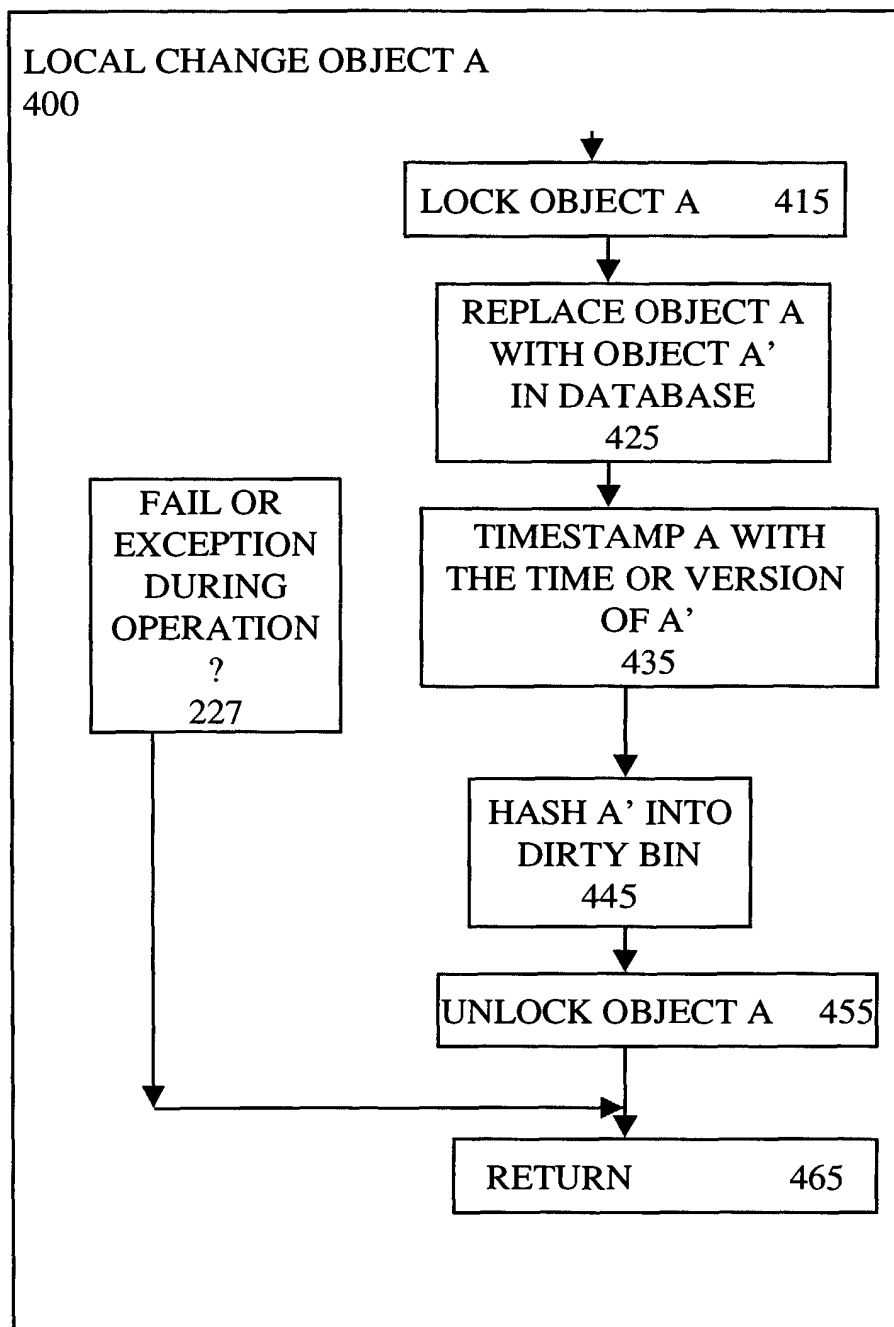 LOCAL CHANGE OBJECT A
400
LOCK OBJECT A 415
REPLACE OBJECT A
WITH OBJECT A’
IN DATABASE
425
FAIL OR
EXCEPTION
DURING
OPERATION
?
227
TIMESTAMP A WITH
THE TIME OR VERSION
OF A’
435
HASH A’ INTO
DIRTY BIN
445
UNLOCK OBJECT A 455
RETURN 465